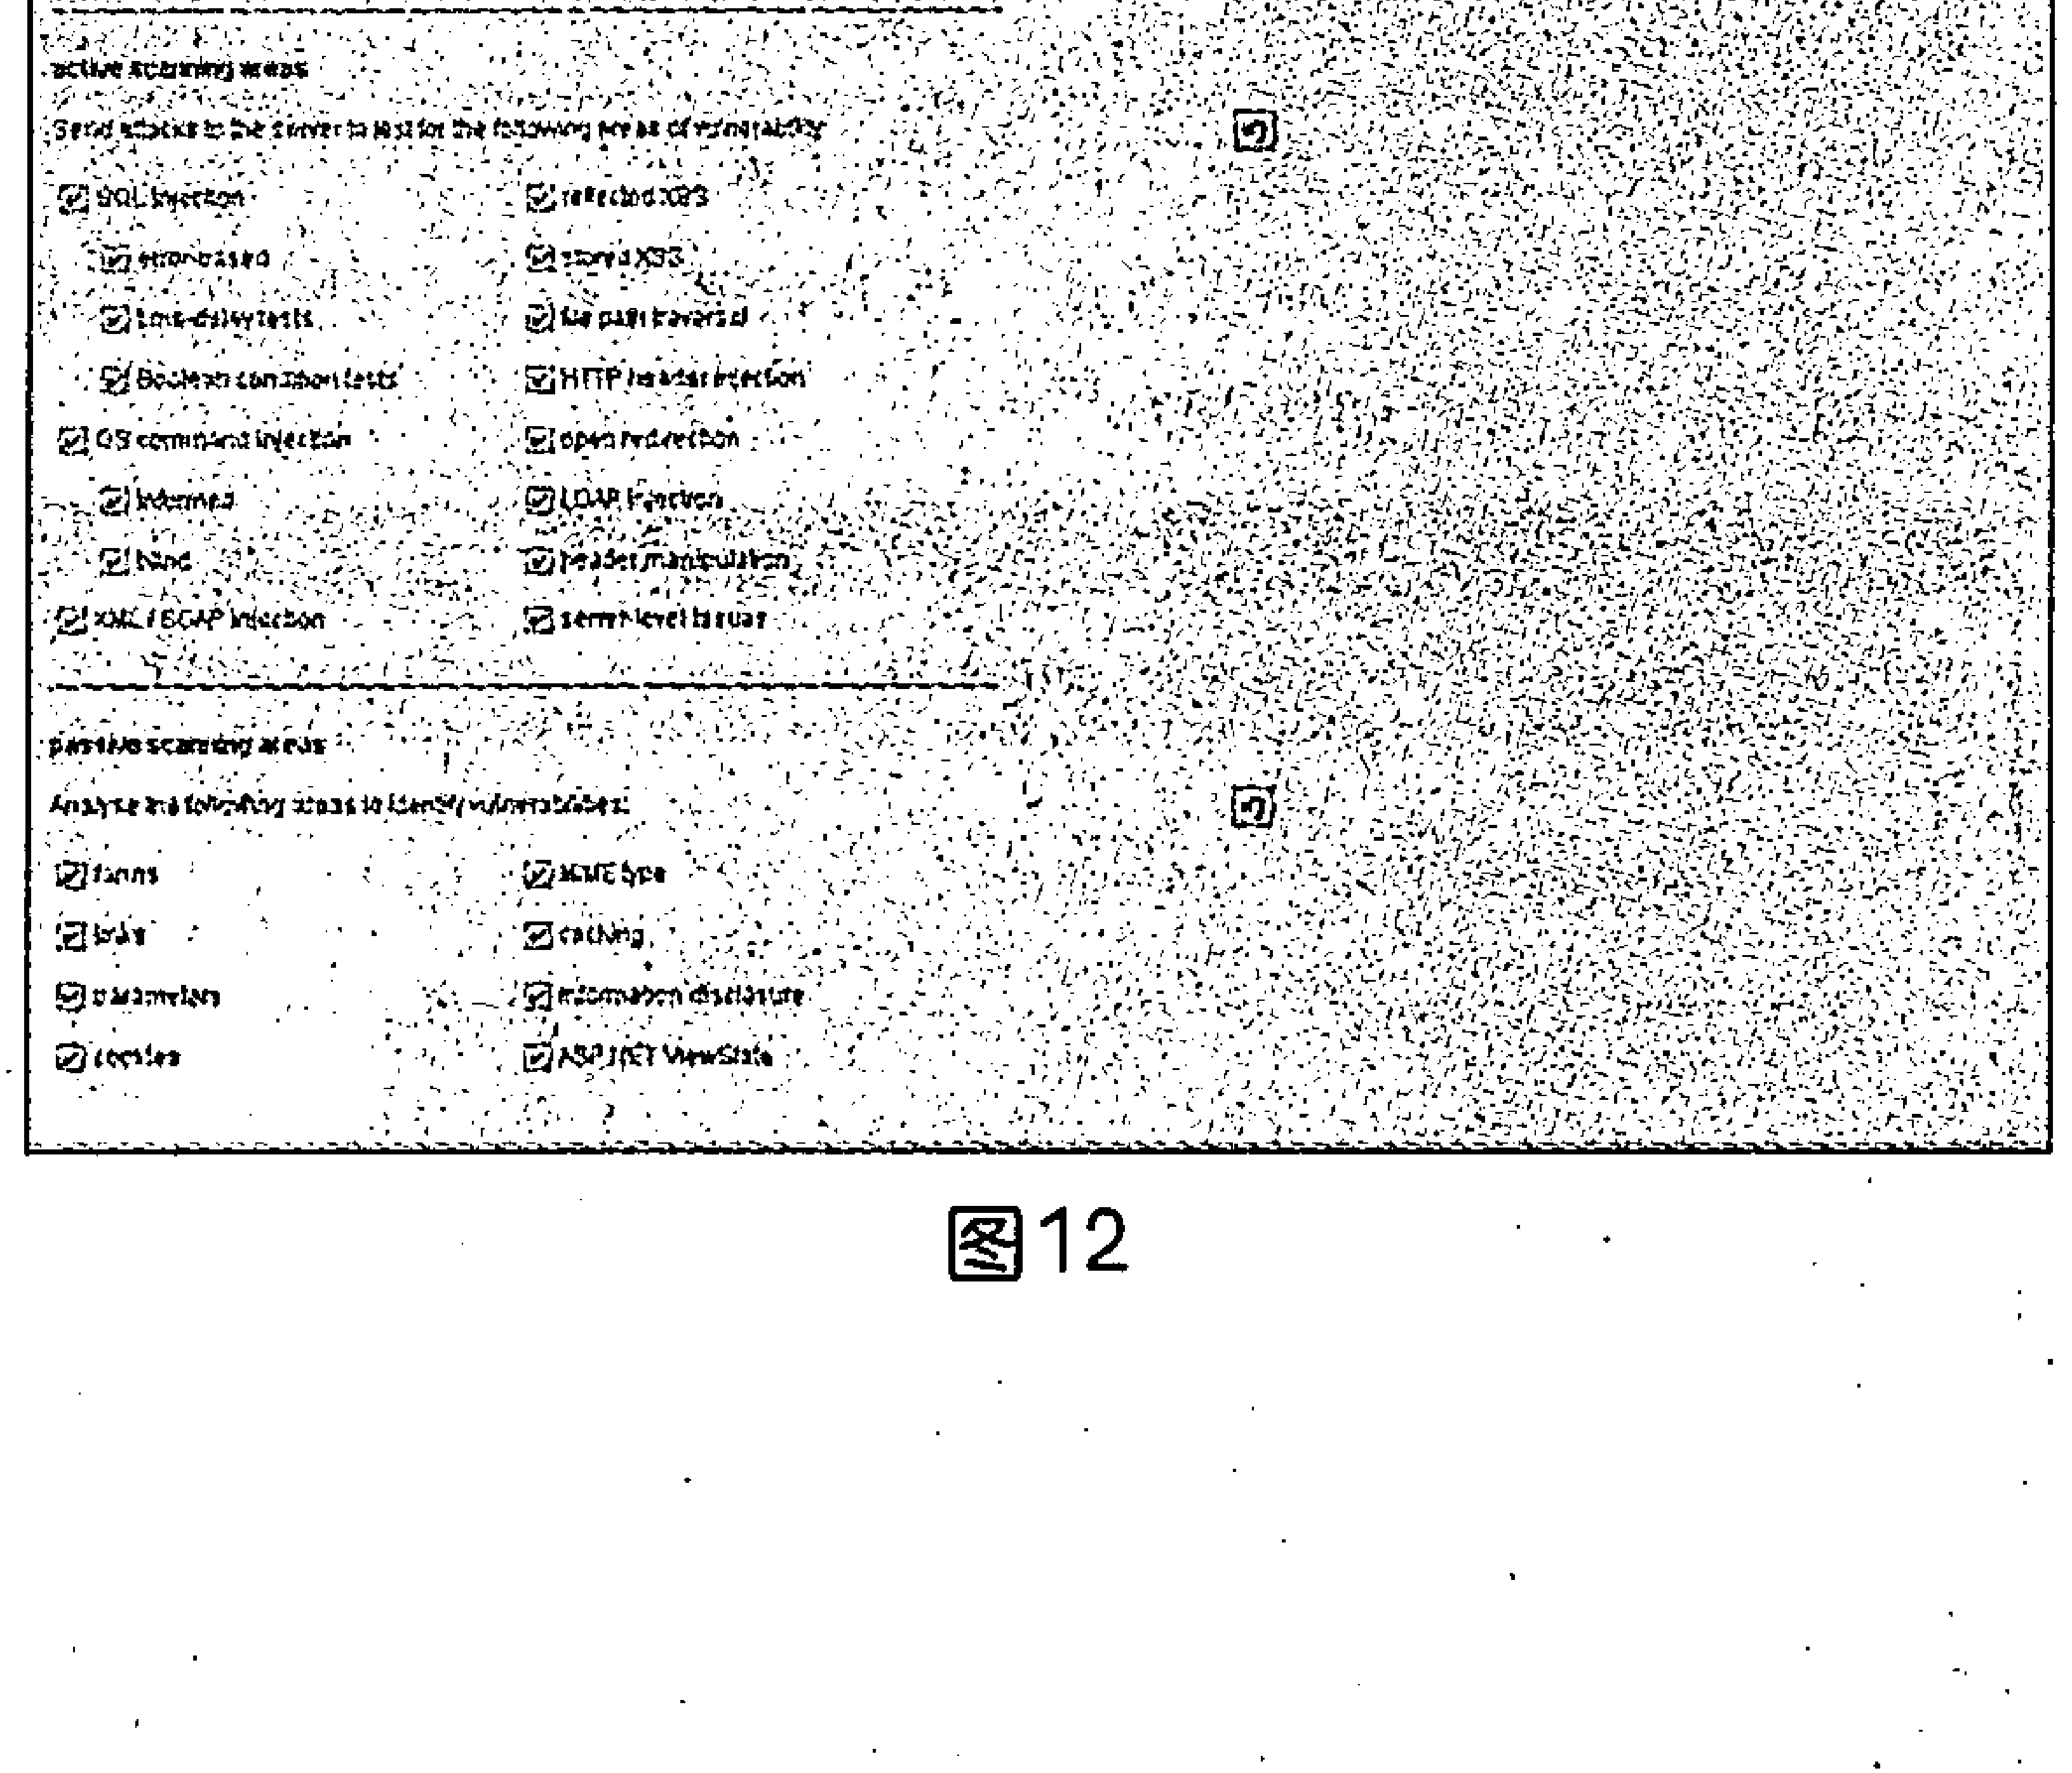 active scanning areas
Send attacks to the server to test for the following areas of vulnerability
SQL injection
reflected XSS
error-based
stored XSS
time-delay tests
file path traversal
Boolean condition tests
HTTP header injection
OS command injection
open redirection
informed
LDAP injection
blind
header manipulation
XML / SOAP injection
server-level issues
passive scanning areas
Analyse the following areas to identify vulnerabilities:
forms
MIME type
links
caching
parameters
information disclosure
cookies
ASP.NET ViewState
图12